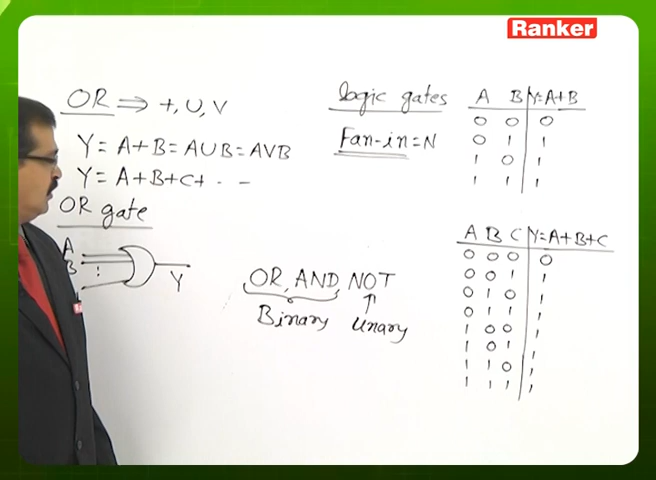 Ranker
OR ⇒ +, U, V
Y = A+B = AUB = AVB
Y = A+B+C+ · - -
OR gate
A
B
⋮
Y
OR, AND, NOT
Binary Unary
logic gates
Fan-in = N
A B Y=A+B
0 0 0
0 1 1
1 0 1
1 1 1
A B C Y=A+B+C
0 0 0 0
0 0 1 1
0 1 0 1
0 1 1 1
1 0 0 1
1 0 1 1
1 1 0 1
1 1 1 1